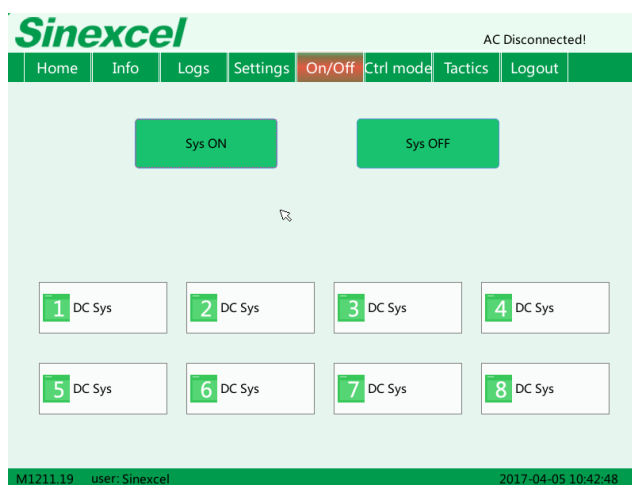 Sinexcel
AC Disconnected!
Home Info Logs Settings On/Off Ctrl mode Tactics Logout
Sys ON Sys OFF
1 DC Sys 2 DC Sys 3 DC Sys 4 DC Sys
5 DC Sys 6 DC Sys 7 DC Sys 8 DC Sys
M1211.19 user: Sinexcel 2017-04-05 10:42:48